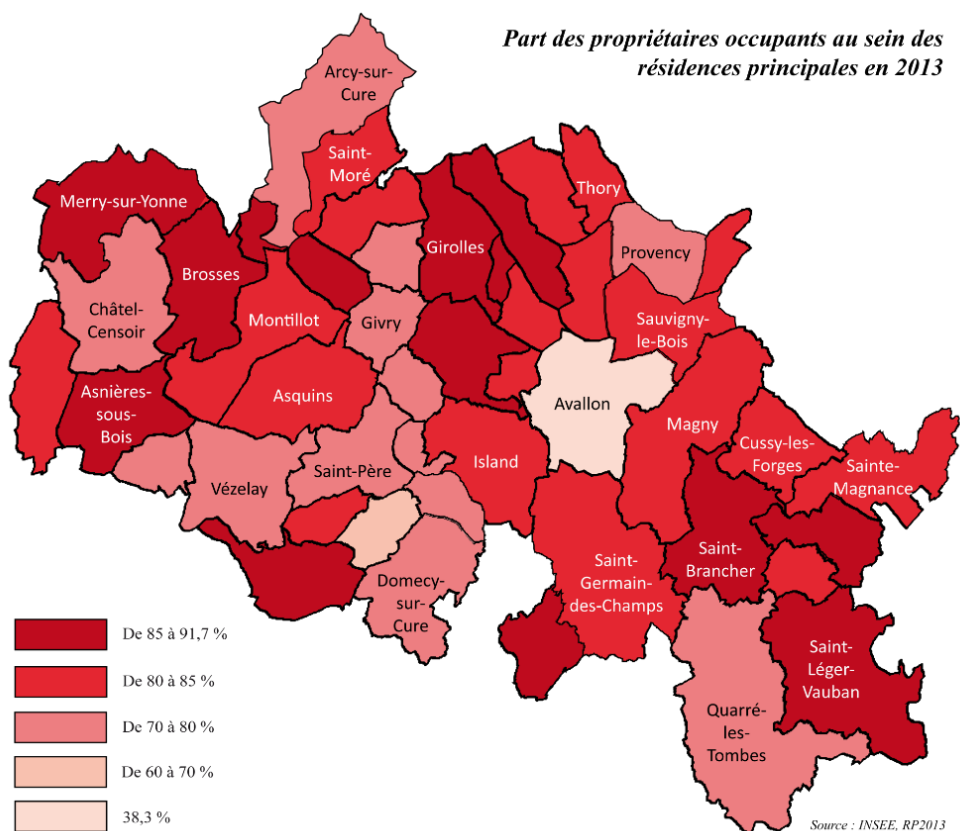 Part des propriétaires occupants au sein des
résidences principales en 2013
Arcy-sur-
Cure
Saint-
Moré
Thory
Merry-sur-Yonne
Girolles
Provency
Brosses
Châtel-
Censoir
Montillot
Givry
Sauvigny-
le-Bois
Asnières-
sous-
Bois
Asquins
Avallon
Magny
Cussy-les-
Forges
Island
Saint-Père
Sainte-
Magnance
Vézelay
Saint-
Brancher
Saint-
Germain-
des-Champs
Domecy-
sur-
Cure
Saint-
Léger-
Vauban
Quarré-
les-
Tombes
De 85 à 91,7 %
De 80 à 85 %
De 70 à 80 %
De 60 à 70 %
38,3 %
Source : INSEE, RP2013